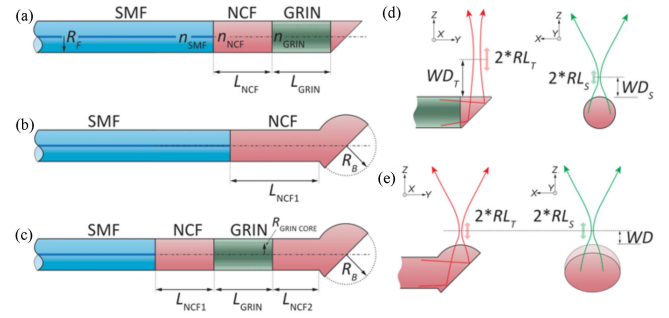 (a)
SMF NCF GRIN
R_F n_SMF n_NCF n_GRIN
L_NCF L_GRIN
(b)
SMF NCF
R_B
L_NCF1
(c)
SMF NCF GRIN R_GRIN CORE
R_B
L_NCF1 L_GRIN L_NCF2
(d)
Z X Y
WD_T 2*RL_T
Z X Y
2*RL_S WD_S
(e)
Z X Y
2*RL_T
Z X Y
2*RL_S WD